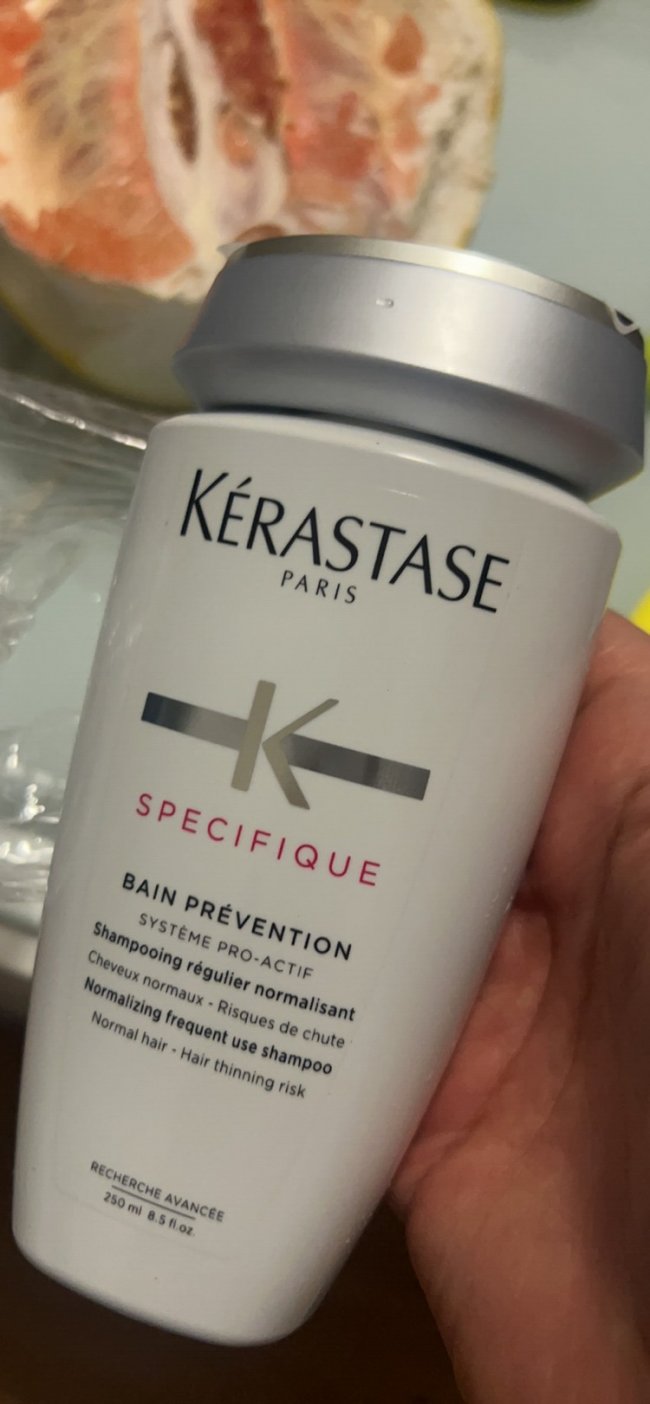 KÉRASTASE
PARIS
K
SPECIFIQUE
BAIN PRÉVENTION
SYSTÈME PRO-ACTIF
Shampooing régulier normalisant
Cheveux normaux - Risques de chute
Normalizing frequent use shampoo
Normal hair - Hair thinning risk
RECHERCHE AVANCÉE
250 ml 8.5 fl.oz.